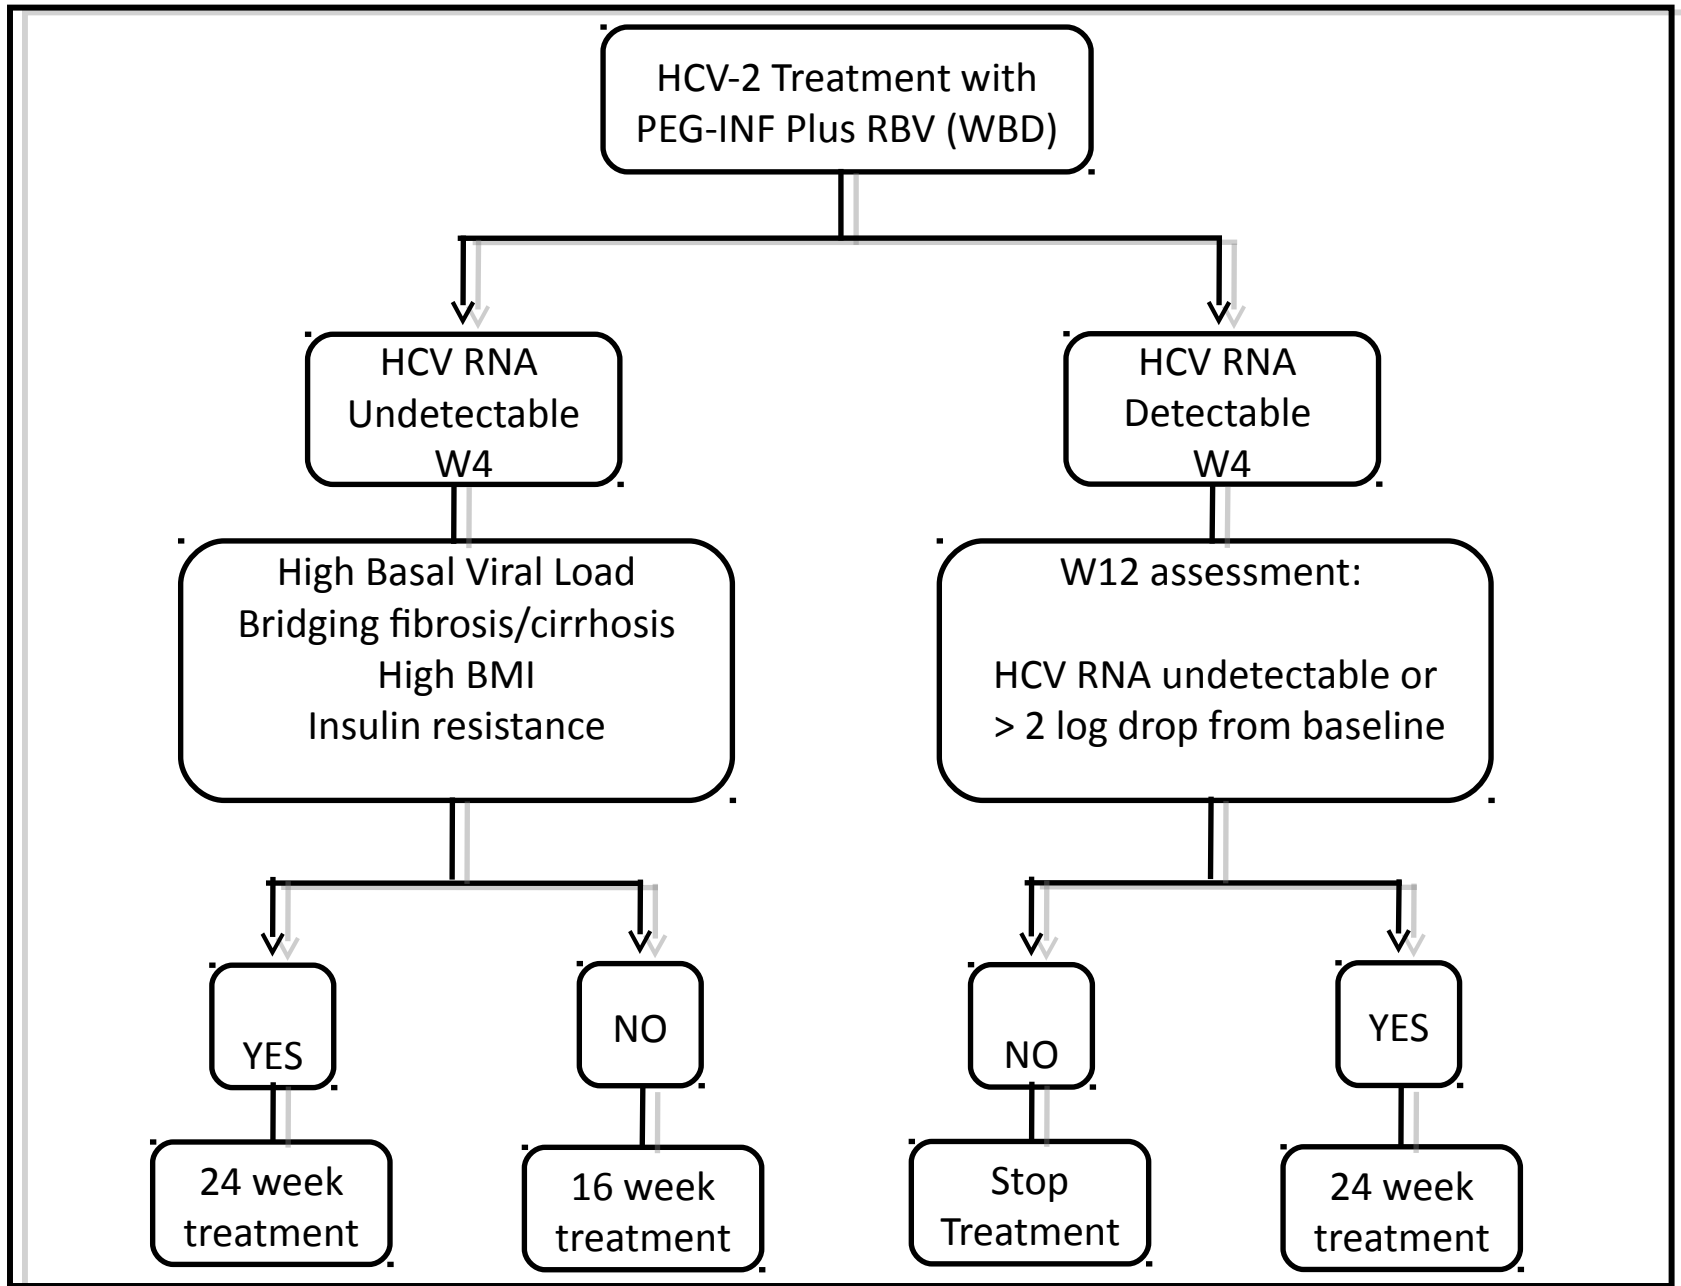 HCV-2 Treatment with
PEG-INF Plus RBV (WBD)
HCV RNA
Undetectable
W4
HCV RNA
Detectable
W4
High Basal Viral Load
Bridging fibrosis/cirrhosis
High BMI
Insulin resistance
W12 assessment:
HCV RNA undetectable or
> 2 log drop from baseline
YES
NO
NO
YES
24 week
treatment
16 week
treatment
Stop
Treatment
24 week
treatment